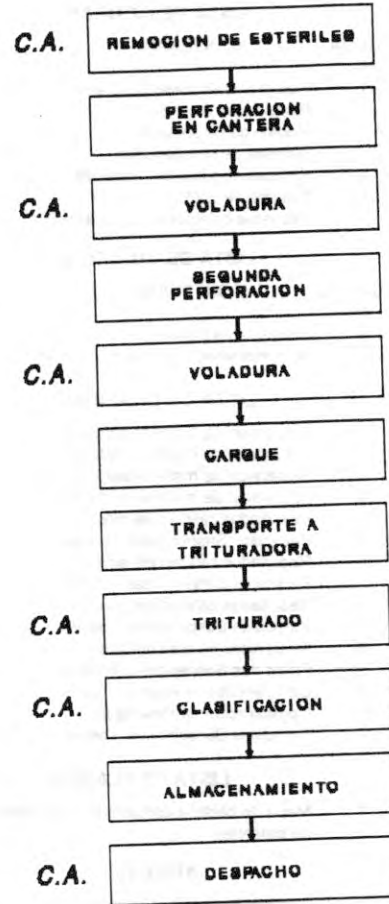 C.A. REMOCION DE ESTERILES
PERFORACION
EN CANTERA
C.A. VOLADURA
SEGUNDA
PERFORACION
C.A. VOLADURA
CARGUE
TRANSPORTE A
TRITURADORA
C.A. TRITURADO
C.A. CLASIFICACION
ALMACENAMIENTO
C.A. DESPACHO